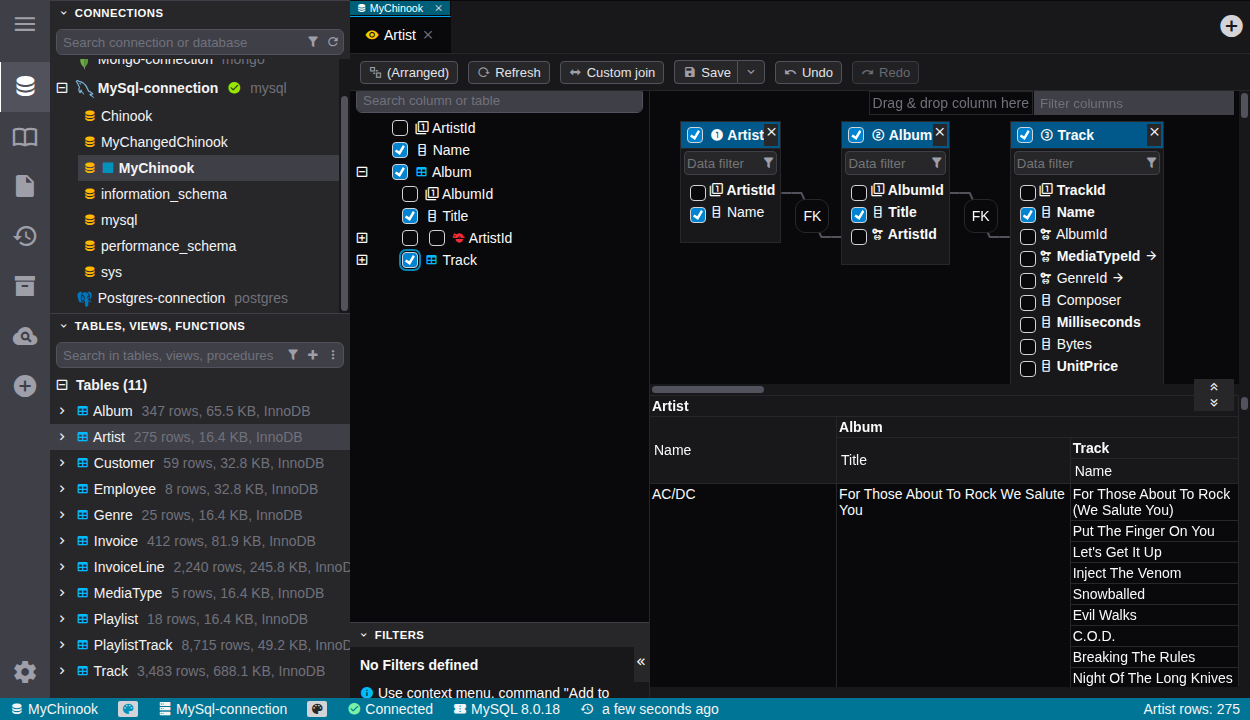 CONNECTIONS
Search connection or database
Mongo-connection mongo
MySql-connection mysql
Chinook
MyChangedChinook
MyChinook
information_schema
mysql
performance_schema
sys
Postgres-connection postgres
TABLES, VIEWS, FUNCTIONS
Search in tables, views, procedures
Tables (11)
Album 347 rows, 65.5 KB, InnoDB
Artist 275 rows, 16.4 KB, InnoDB
Customer 59 rows, 32.8 KB, InnoDB
Employee 8 rows, 32.8 KB, InnoDB
Genre 25 rows, 16.4 KB, InnoDB
Invoice 412 rows, 81.9 KB, InnoDB
InvoiceLine 2,240 rows, 245.8 KB, InnoD
MediaType 5 rows, 16.4 KB, InnoDB
Playlist 18 rows, 16.4 KB, InnoDB
PlaylistTrack 8,715 rows, 49.2 KB, InnoD
Track 3,483 rows, 688.1 KB, InnoDB
MyChinook
Artist
(Arranged) Refresh Custom join Save Undo Redo
Search column or table
ArtistId
Name
Album
AlbumId
Title
ArtistId
Track
FILTERS
No Filters defined
Use context menu, command "Add to
Drag & drop column here Filter columns
Artist
Data filter
ArtistId
Name
FK
Album
Data filter
AlbumId
Title
ArtistId
FK
Track
Data filter
TrackId
Name
AlbumId
MediaTypeId
GenreId
Composer
Milliseconds
Bytes
UnitPrice
Artist
Name
Album
Title
Track
Name
AC/DC
For Those About To Rock We Salute
You
For Those About To Rock
(We Salute You)
Put The Finger On You
Let's Get It Up
Inject The Venom
Snowballed
Evil Walks
C.O.D.
Breaking The Rules
Night Of The Long Knives
MyChinook MySql-connection Connected MySQL 8.0.18 a few seconds ago Artist rows: 275